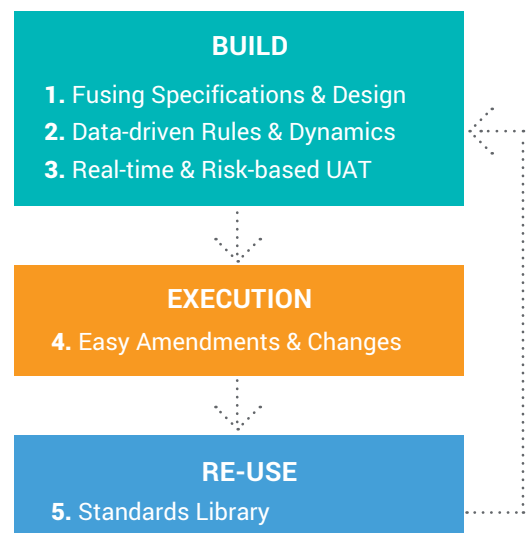 BUILD
1. Fusing Specifications & Design
2. Data-driven Rules & Dynamics
3. Real-time & Risk-based UAT
EXECUTION
4. Easy Amendments & Changes
RE-USE
5. Standards Library